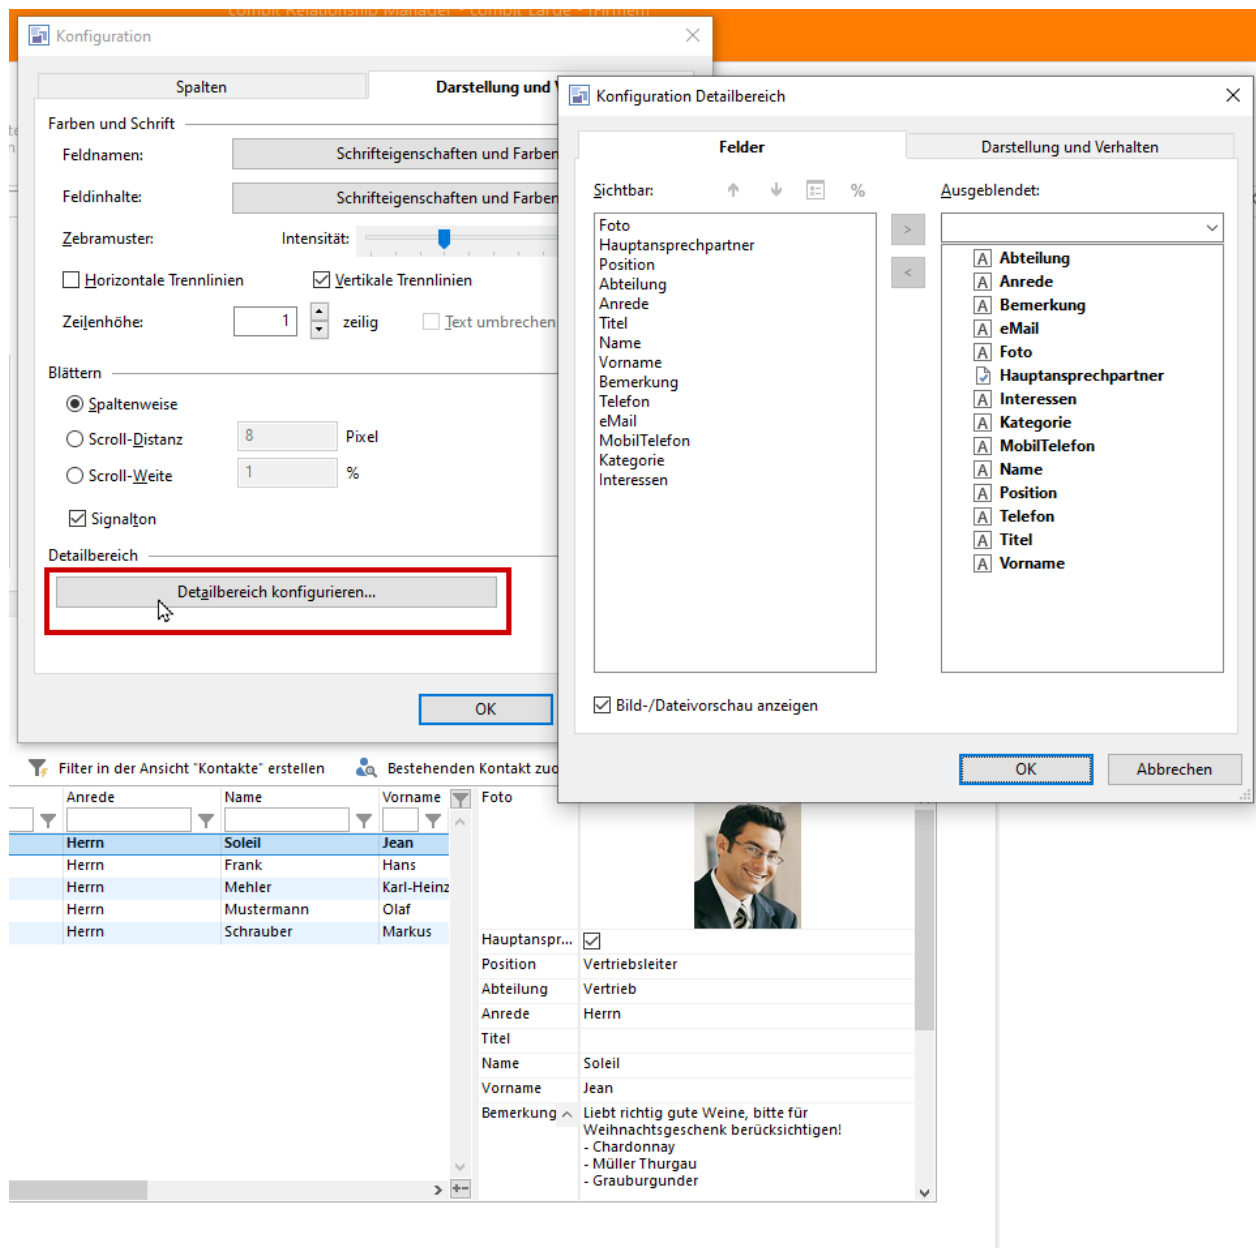 combit Relationship Manager - combit_Large - [Firmen]
Konfiguration
Spalten
Darstellung und V
Farben und Schrift
Feldnamen:
Schrifteigenschaften und Farben
Feldinhalte:
Schrifteigenschaften und Farben
Zebramuster:
Intensität:
Horizontale Trennlinien
Vertikale Trennlinien
Zeilenhöhe:
1
zeilig
Text umbrechen
Blättern
Spaltenweise
Scroll-Distanz
8
Pixel
Scroll-Weite
1
%
Signalton
Detailbereich
Detailbereich konfigurieren...
OK
Konfiguration Detailbereich
Felder
Darstellung und Verhalten
Sichtbar:
%
Foto
Hauptansprechpartner
Position
Abteilung
Anrede
Titel
Name
Vorname
Bemerkung
Telefon
eMail
MobilTelefon
Kategorie
Interessen
>
<
Ausgeblendet:
A Abteilung
A Anrede
A Bemerkung
A eMail
A Foto
Hauptansprechpartner
A Interessen
A Kategorie
A MobilTelefon
A Name
A Position
A Telefon
A Titel
A Vorname
Bild-/Dateivorschau anzeigen
OK
Abbrechen
Filter in der Ansicht "Kontakte" erstellen
Bestehenden Kontakt zuo
Anrede Name Vorname
Herrn Soleil Jean
Herrn Frank Hans
Herrn Mehler Karl-Heinz
Herrn Mustermann Olaf
Herrn Schrauber Markus
Foto
Hauptanspr...
Position Vertriebsleiter
Abteilung Vertrieb
Anrede Herrn
Titel
Name Soleil
Vorname Jean
Bemerkung Liebt richtig gute Weine, bitte für
Weihnachtsgeschenk berücksichtigen!
- Chardonnay
- Müller Thurgau
- Grauburgunder